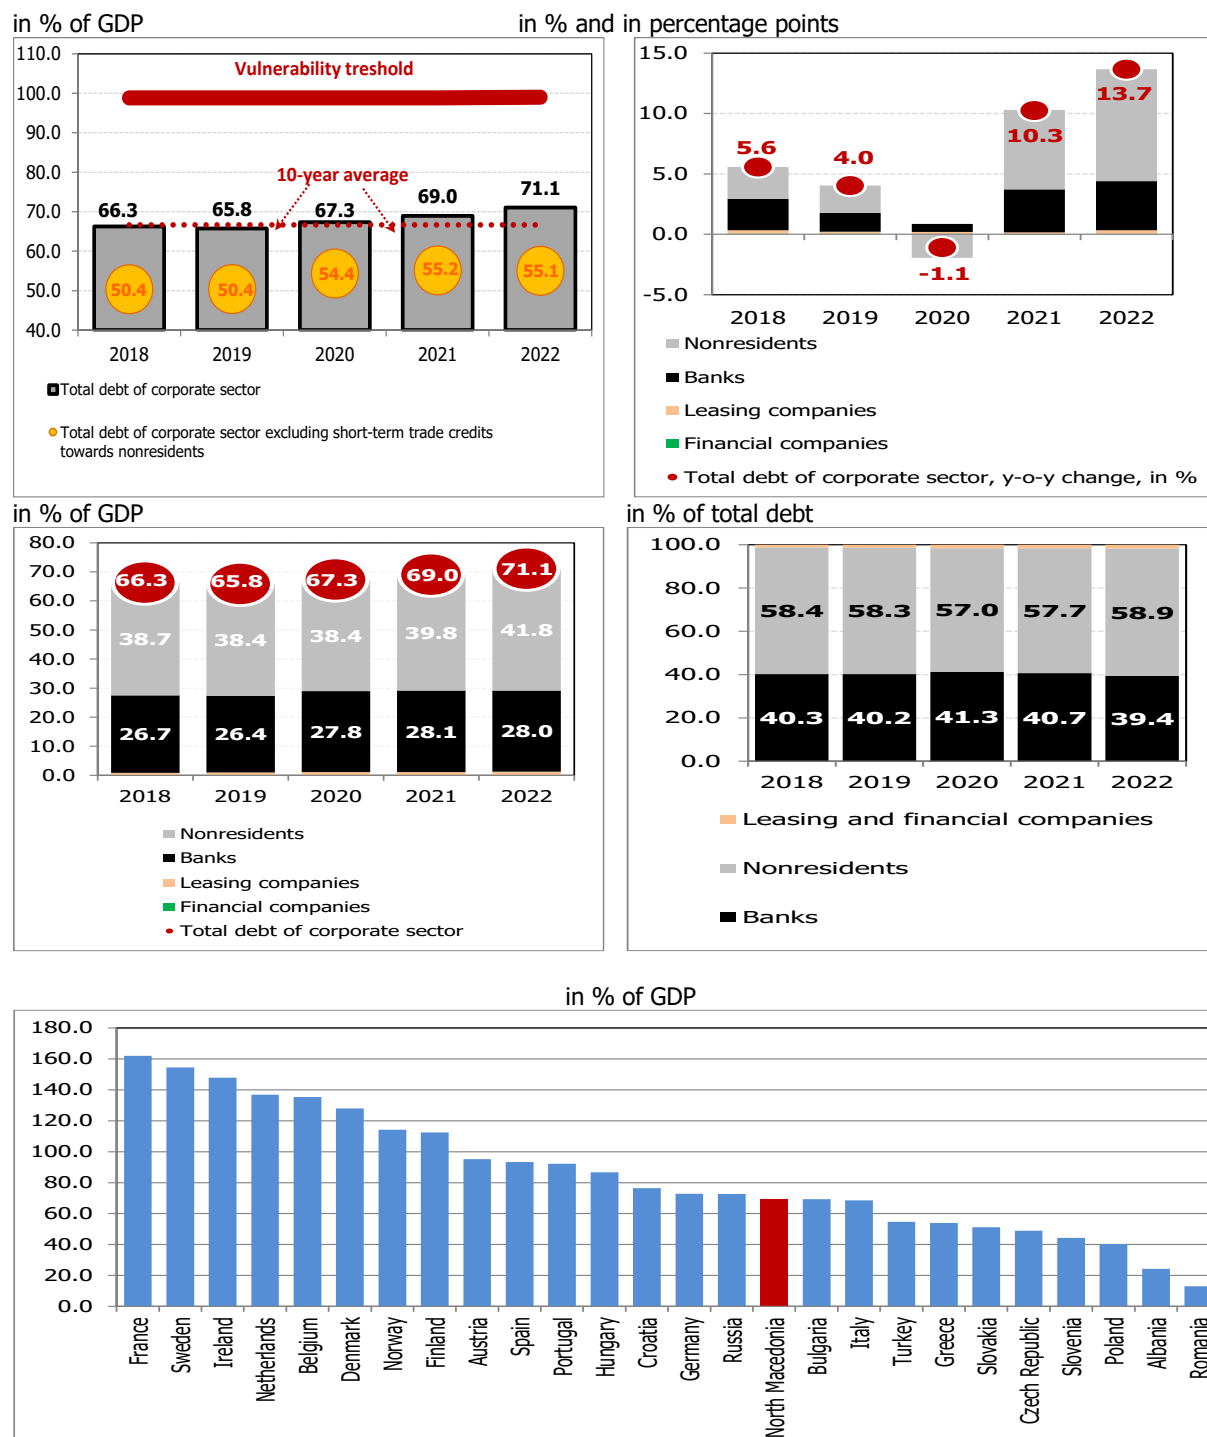 in % of GDP
110.0
100.0
90.0
80.0
70.0
60.0
50.0
40.0
Vulnerability treshold
10-year average
66.3
65.8
67.3
69.0
71.1
50.4
50.4
54.4
55.2
55.1
2018
2019
2020
2021
2022
Total debt of corporate sector
Total debt of corporate sector excluding short-term trade credits
towards nonresidents
in % and in percentage points
15.0
10.0
5.0
0.0
-5.0
5.6
4.0
-1.1
10.3
13.7
2018
2019
2020
2021
2022
Nonresidents
Banks
Leasing companies
Financial companies
Total debt of corporate sector, y-o-y change, in %
in % of GDP
80.0
70.0
60.0
50.0
40.0
30.0
20.0
10.0
0.0
66.3
65.8
67.3
69.0
71.1
38.7
38.4
38.4
39.8
41.8
26.7
26.4
27.8
28.1
28.0
2018
2019
2020
2021
2022
Nonresidents
Banks
Leasing companies
Financial companies
Total debt of corporate sector
in % of total debt
100.0
80.0
60.0
40.0
20.0
0.0
58.4
58.3
57.0
57.7
58.9
40.3
40.2
41.3
40.7
39.4
2018
2019
2020
2021
2022
Leasing and financial companies
Nonresidents
Banks
in % of GDP
180.0
160.0
140.0
120.0
100.0
80.0
60.0
40.0
20.0
0.0
France
Sweden
Ireland
Netherlands
Belgium
Denmark
Norway
Finland
Austria
Spain
Portugal
Hungary
Croatia
Germany
Russia
North Macedonia
Bulgaria
Italy
Turkey
Greece
Slovakia
Czech Republic
Slovenia
Poland
Albania
Romania